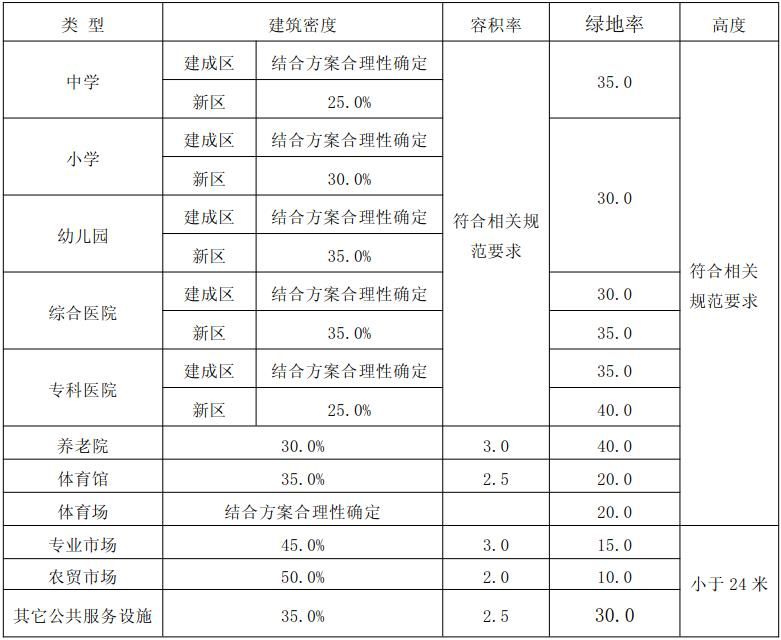 类 型 建筑密度 容积率 绿地率 高度
中学 建成区 结合方案合理性确定 符合相关规范要求 35.0 符合相关规范要求
新区 25.0%
小学 建成区 结合方案合理性确定 30.0
新区 30.0%
幼儿园 建成区 结合方案合理性确定
新区 35.0%
综合医院 建成区 结合方案合理性确定 30.0
新区 35.0% 35.0
专科医院 建成区 结合方案合理性确定 35.0
新区 25.0% 40.0
养老院 30.0% 3.0 40.0
体育馆 35.0% 2.5 20.0
体育场 结合方案合理性确定 20.0
专业市场 45.0% 3.0 15.0 小于 24 米
农贸市场 50.0% 2.0 10.0
其它公共服务设施 35.0% 2.5 30.0